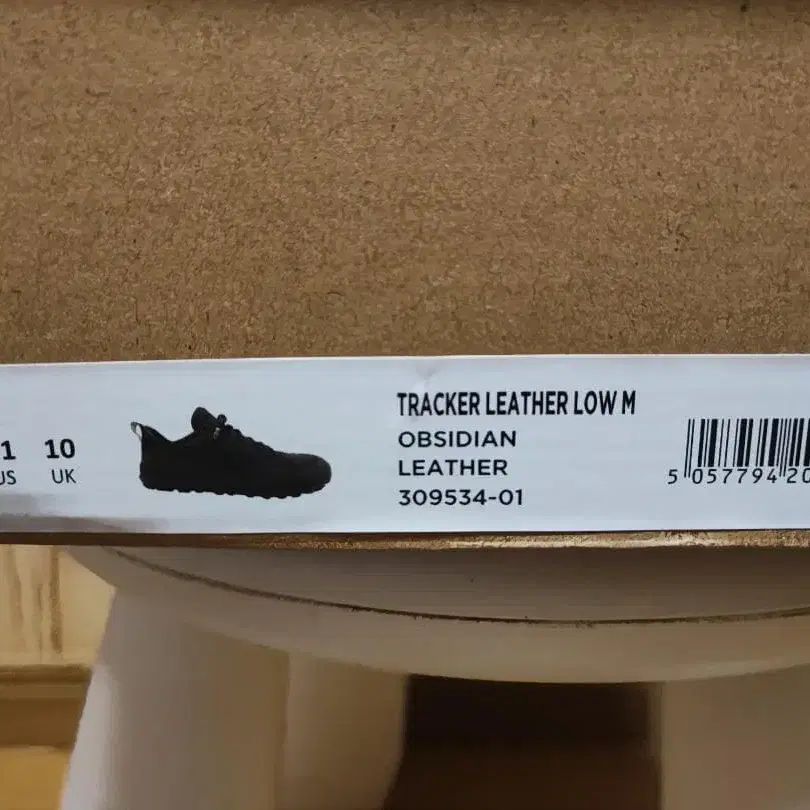 1 10
US UK
TRACKER LEATHER LOW M
OBSIDIAN
LEATHER
309534-01
5 057794 20